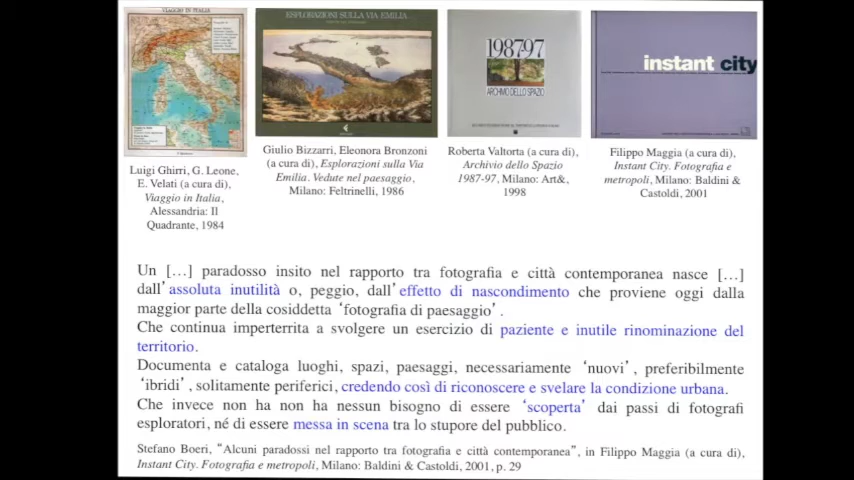 VIAGGIO IN ITALIA
ESPLORAZIONI SULLA VIA EMILIA
1987-97
ARCHIVIO DELLO SPAZIO
instant city
Luigi Ghirri, G. Leone,
E. Velati (a cura di),
Viaggio in Italia,
Alessandria: Il
Quadrante, 1984
Giulio Bizzarri, Eleonora Bronzoni
(a cura di), Esplorazioni sulla Via
Emilia. Vedute nel paesaggio,
Milano: Feltrinelli, 1986
Roberta Valtorta (a cura di),
Archivio dello Spazio
1987-97, Milano: Art&,
1998
Filippo Maggia (a cura di),
Instant City. Fotografia e
metropoli, Milano: Baldini &
Castoldi, 2001
Un […] paradosso insito nel rapporto tra fotografia e città contemporanea nasce […]
dall’assoluta inutilità o, peggio, dall’effetto di nascondimento che proviene oggi dalla
maggior parte della cosiddetta ‘fotografia di paesaggio’.
Che continua imperterrita a svolgere un esercizio di paziente e inutile rinominazione del
territorio.
Documenta e cataloga luoghi, spazi, paesaggi, necessariamente ‘nuovi’, preferibilmente
‘ibridi’, solitamente periferici, credendo così di riconoscere e svelare la condizione urbana.
Che invece non ha non ha nessun bisogno di essere ‘scoperta’ dai passi di fotografi
esploratori, né di essere messa in scena tra lo stupore del pubblico.
Stefano Boeri, “Alcuni paradossi nel rapporto tra fotografia e città contemporanea”, in Filippo Maggia (a cura di),
Instant City. Fotografia e metropoli, Milano: Baldini & Castoldi, 2001, p. 29